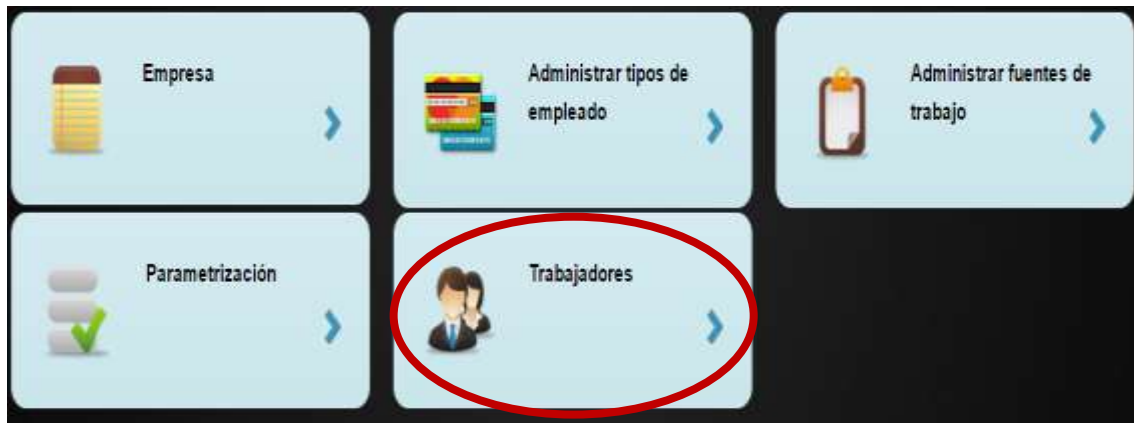 Empresa
Administrar tipos de
empleado
Administrar fuentes de
trabajo
Parametrización
Trabajadores